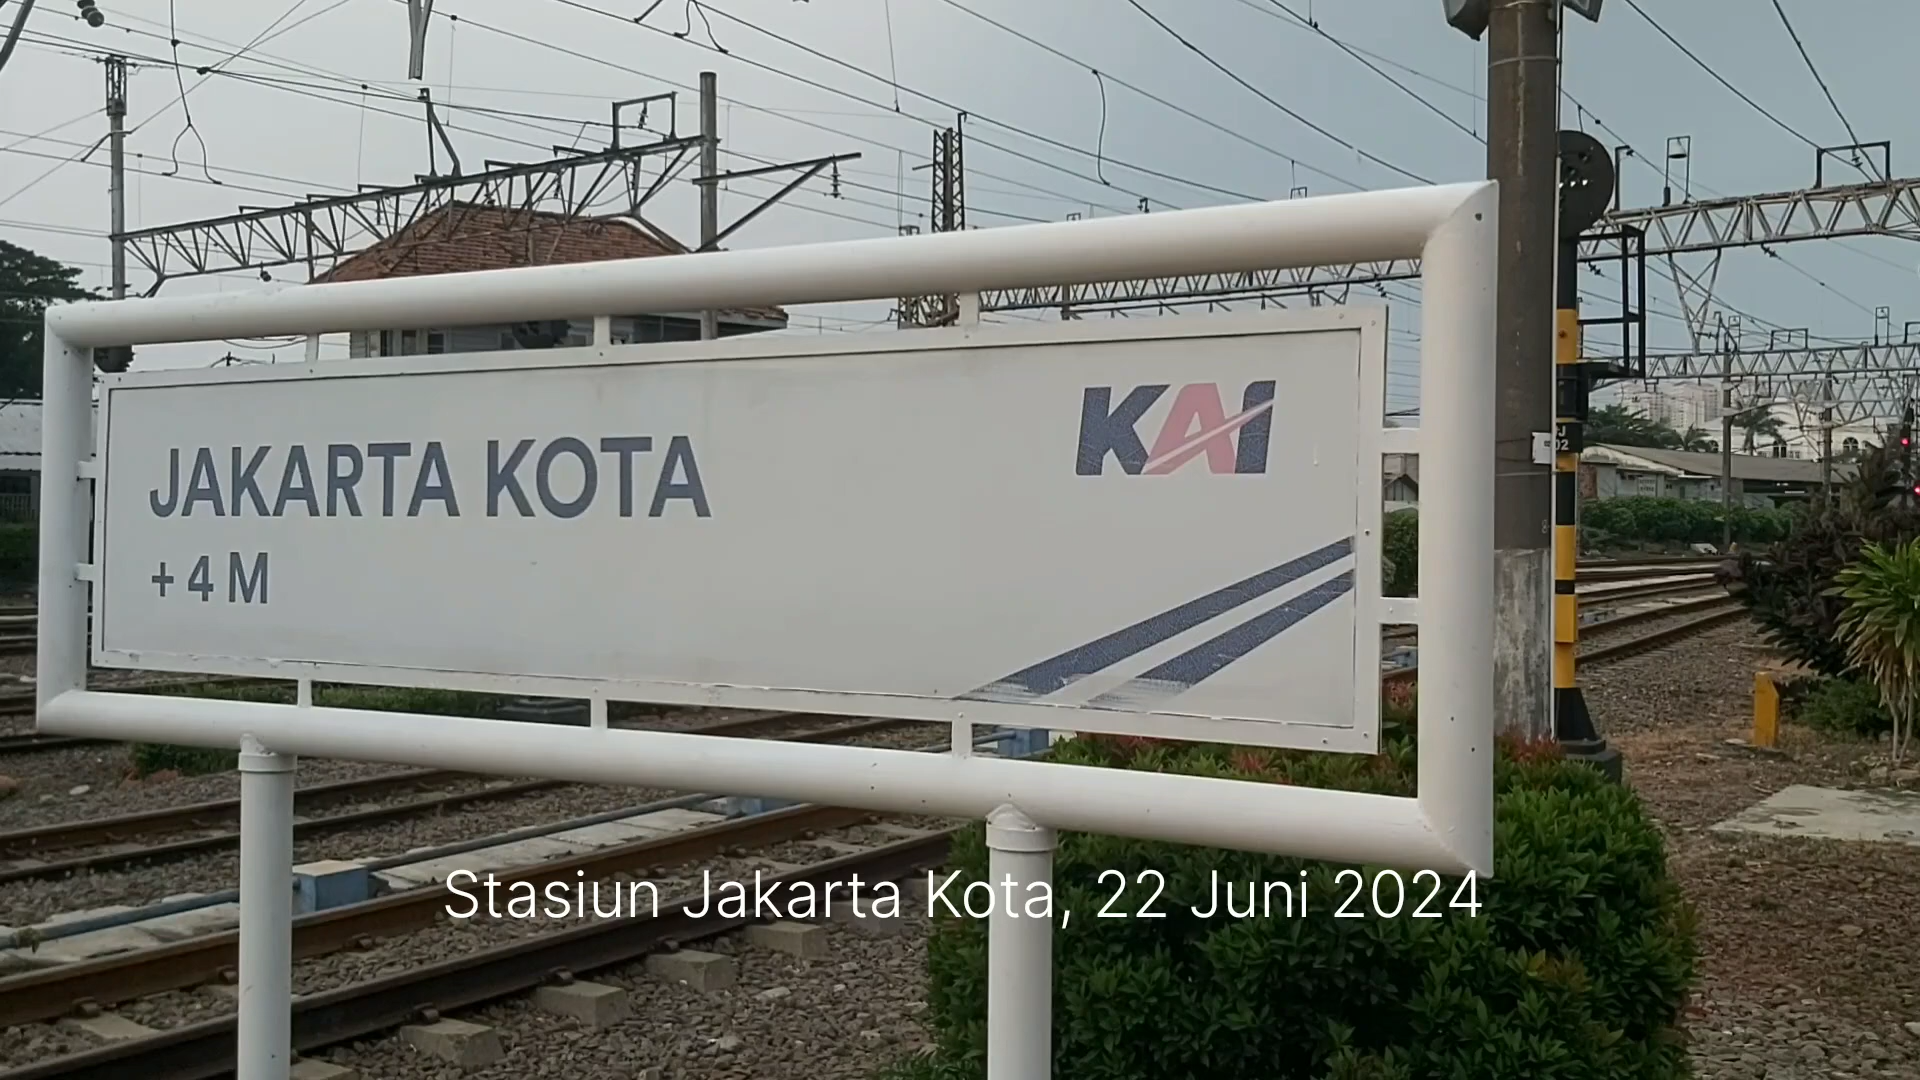 JAKARTA KOTA
+ 4 M
KAI
Stasiun Jakarta Kota, 22 Juni 2024